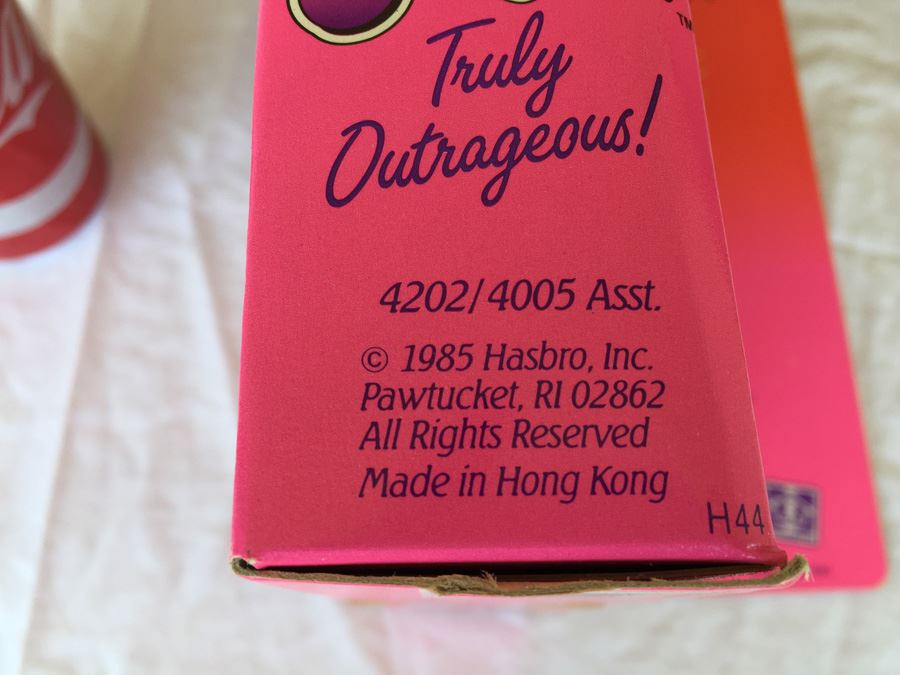 ™
Truly
Outrageous!
4202/4005 Asst.
© 1985 Hasbro, Inc.
Pawtucket, RI 02862
All Rights Reserved
Made in Hong Kong
H44